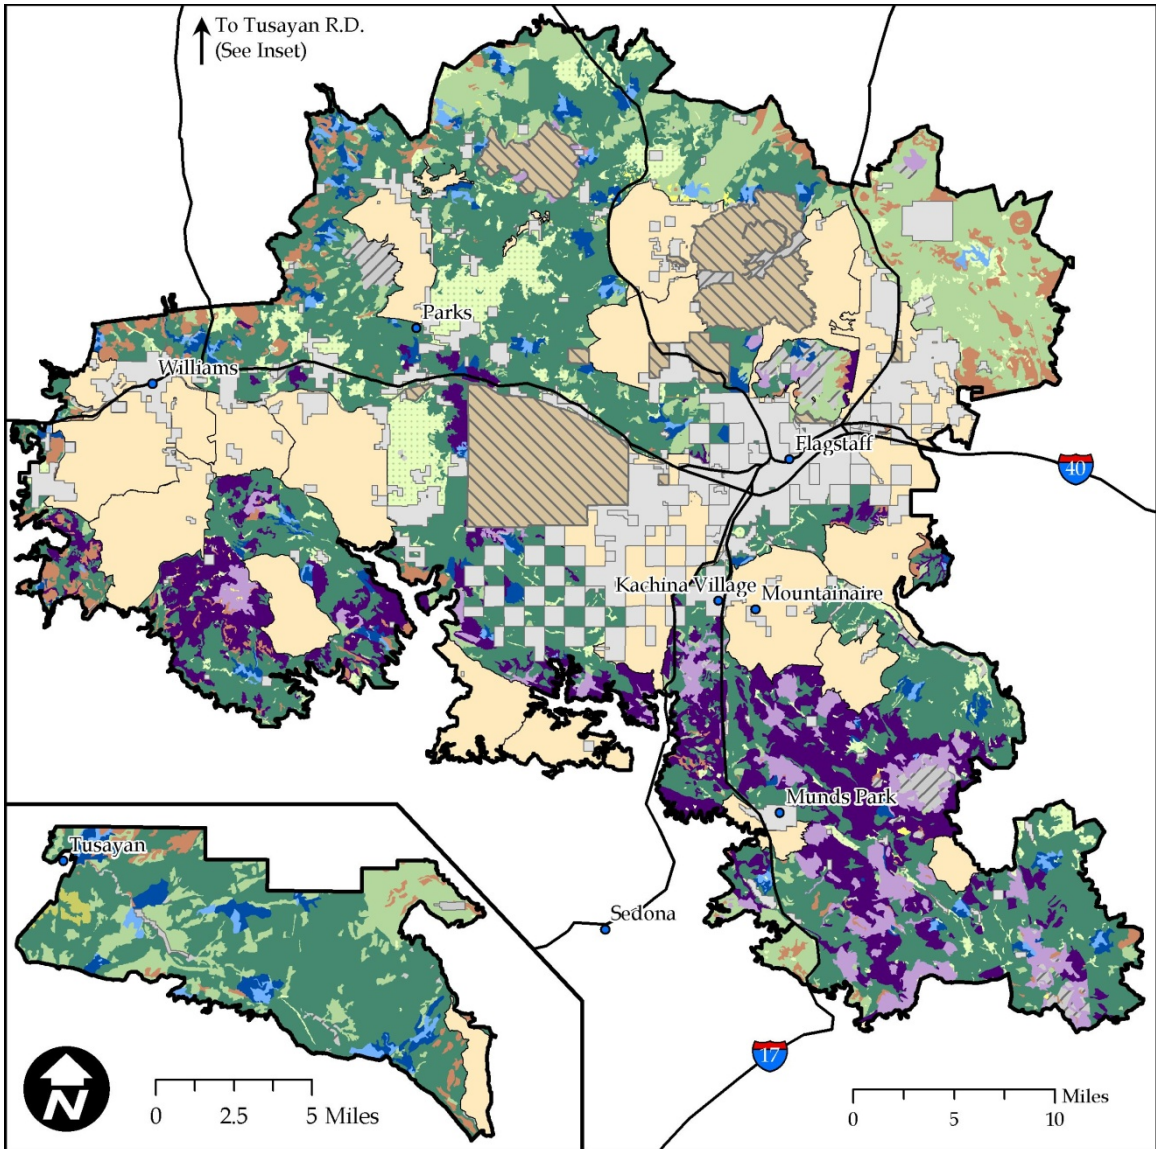 To Tusayan R.D.
(See Inset)
Parks
Williams
Flagstaff
40
Kachina Village
Mountainaire
Munds Park
Tusayan
Sedona
17
N
0 2.5 5 Miles
Miles
0 5 10